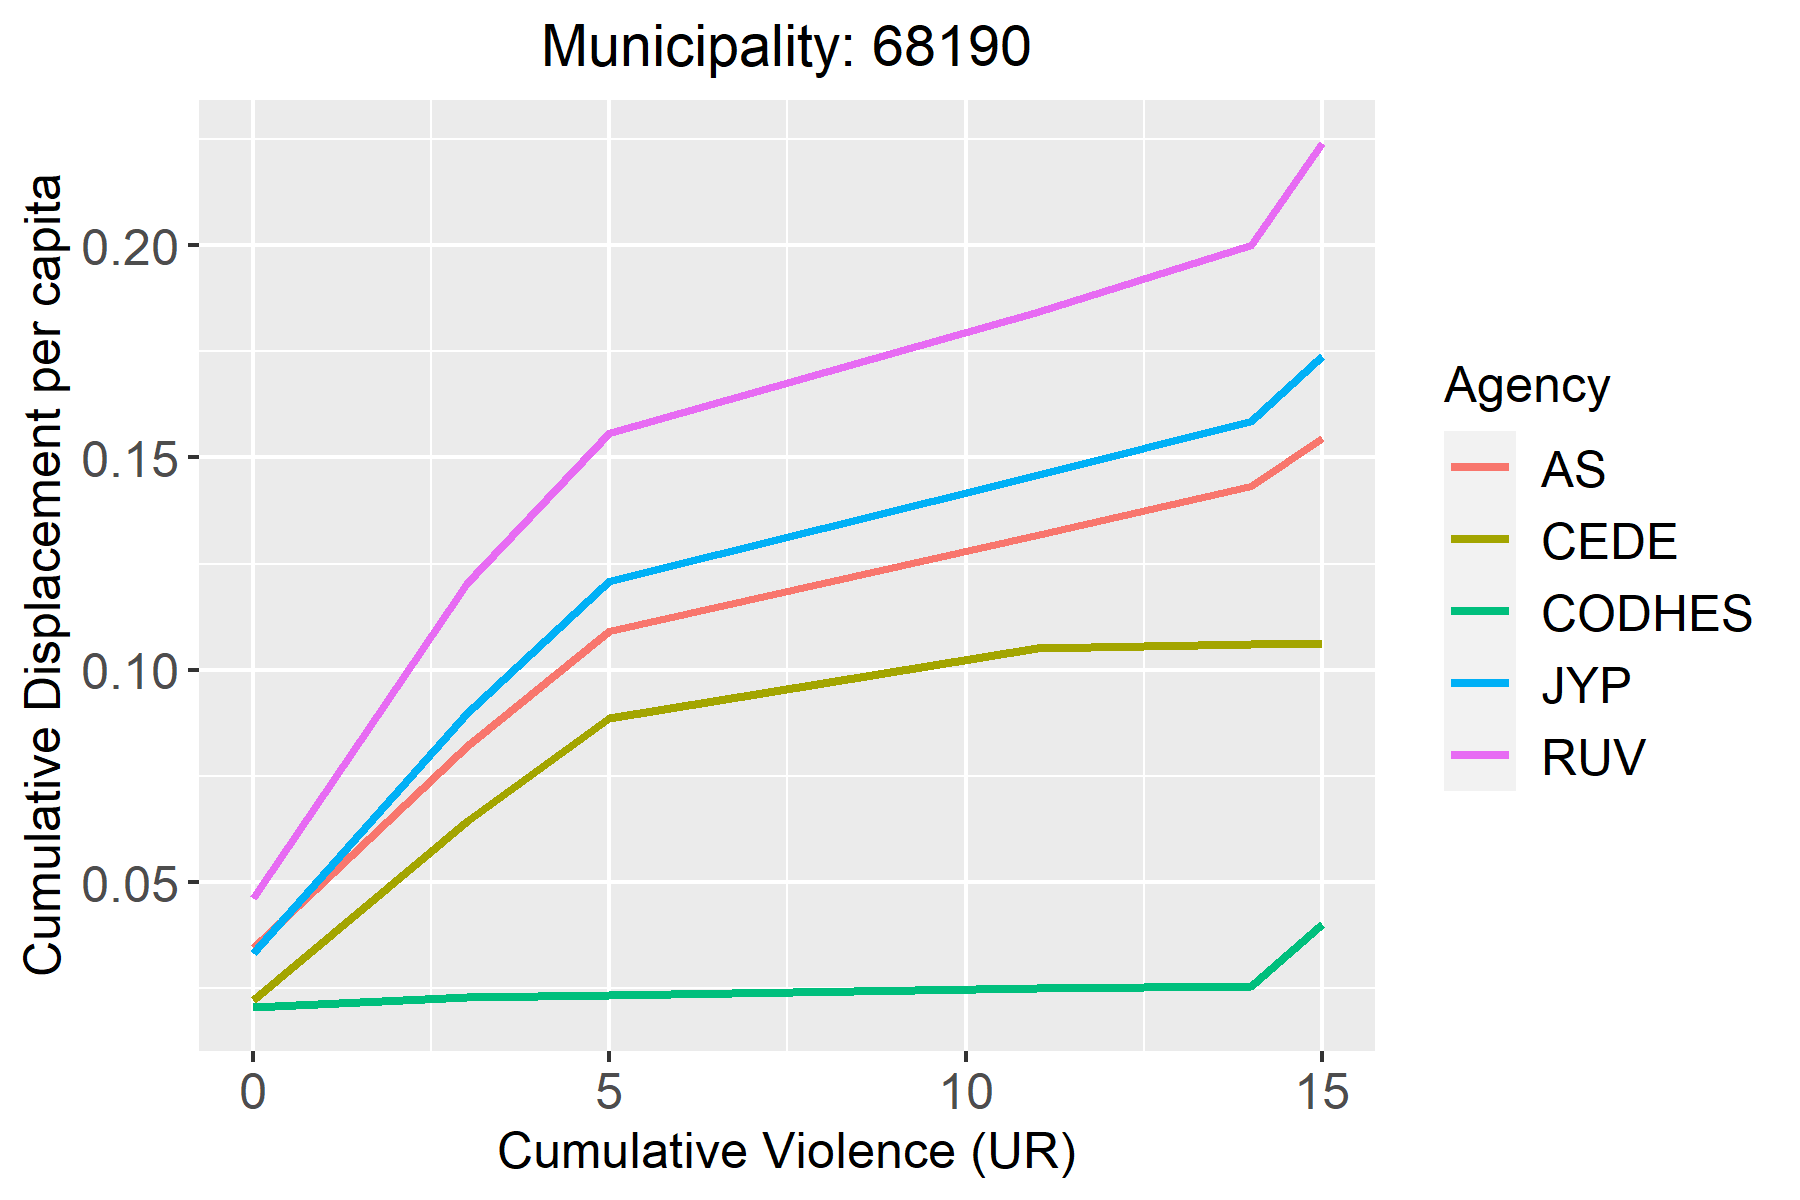 Municipality: 68190
Cumulative Displacement per capita
0.20
0.15
0.10
0.05
0
5
10
15
Cumulative Violence (UR)
Agency
AS
CEDE
CODHES
JYP
RUV